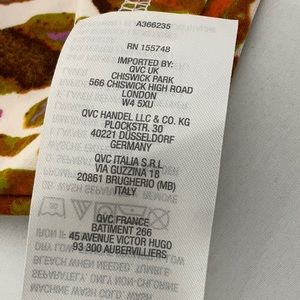 A366235
RN 155748
IMPORTED BY:
QVC UK
CHISWICK PARK
566 CHISWICK HIGH ROAD
LONDON
W4 5XU
QVC HANDEL LLC & CO. KG
PLOCKSTR. 30
40221 DÜSSELDORF
GERMANY
QVC ITALIA S.R.L
VIA GUZZINA 18
20861 BRUGHERIO (MB)
ITALY
QVC FRANCE
BATIMENT 266
45 AVENUE VICTOR HUGO
93 300 AUBERVILLIERS